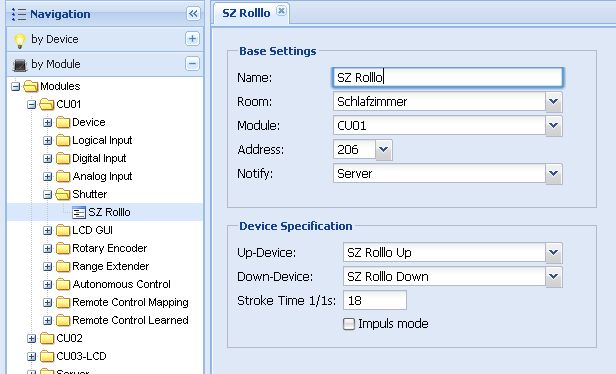 Navigation
by Device
by Module
Modules
CU01
Device
Logical Input
Digital Input
Analog Input
Shutter
SZ Rolllo
LCD GUI
Rotary Encoder
Range Extender
Autonomous Control
Remote Control Mapping
Remote Control Learned
CU02
CU03-LCD
Server
SZ Rolllo
Base Settings
Name: SZ Rolllo
Room: Schlafzimmer
Module: CU01
Address: 206
Notify: Server
Device Specification
Up-Device: SZ Rolllo Up
Down-Device: SZ Rolllo Down
Stroke Time 1/1s: 18
Impuls mode